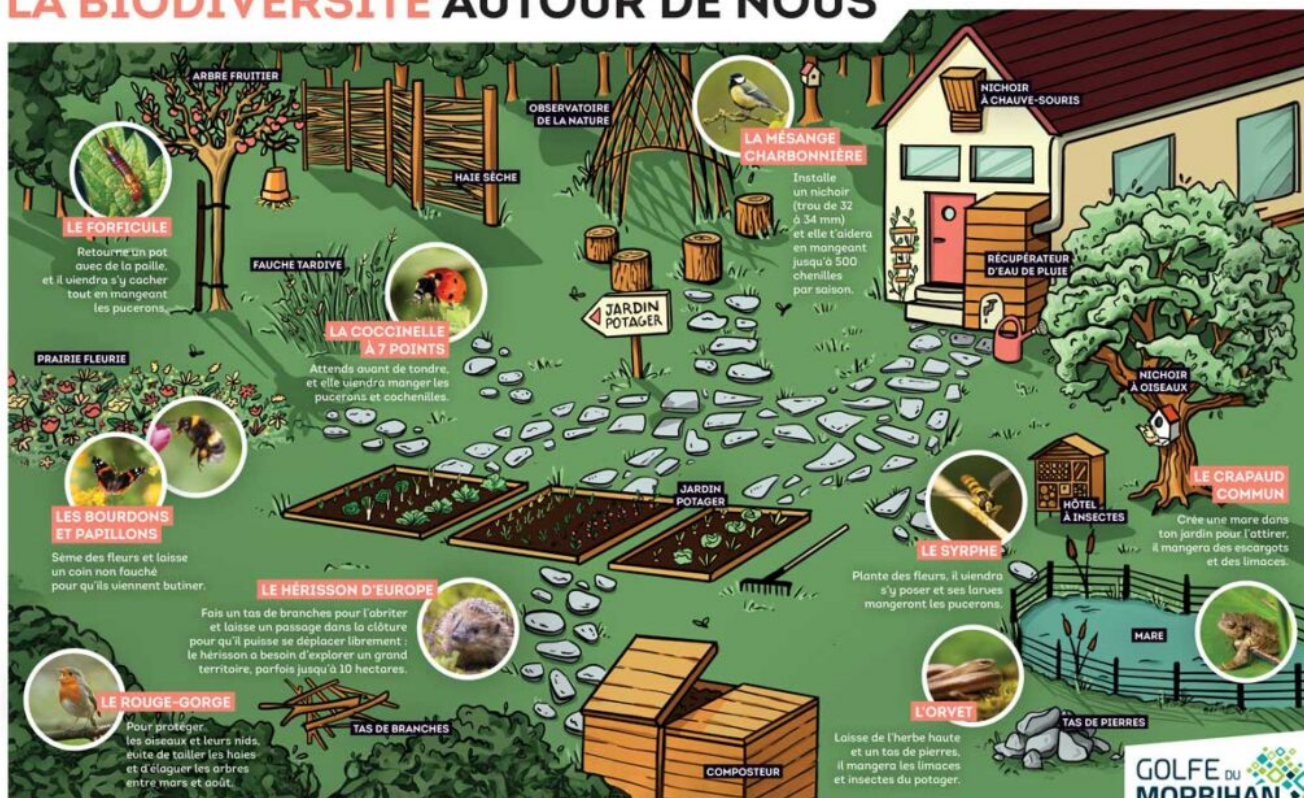 LA BIODIVERSITÉ AUTOUR DE NOUS
ARBRE FRUITIER
OBSERVATOIRE
DE LA NATURE
NICHOIR
À CHAUVE-SOURIS
HAIE SÈCHE
LA MÉSANGE
CHARBONNIÈRE
Installe
un nichoir
(trou de 32
à 34 mm)
et elle t'aidera
en mangeant
jusqu'à 500
chenilles
par saison.
LE FORFICULE
Retourne un pot
avec de la paille,
et il viendra s'y cacher
tout en mangeant
les pucerons.
FAUCHE TARDIVE
RÉCUPÉRATEUR
D'EAU DE PLUIE
LA COCCINELLE
À 7 POINTS
Attends avant de tondre,
et elle viendra manger les
pucerons et cochenilles.
JARDIN
POTAGER
PRAIRIE FLEURIE
NICHOIR
À OISEAUX
LES BOURDONS
ET PAPILLONS
Sème des fleurs et laisse
un coin non fauché
pour qu'ils viennent butiner.
JARDIN
POTAGER
HÔTEL
À INSECTES
LE CRAPAUD
COMMUN
Crée une mare dans
ton jardin pour l'attirer,
il mangera des escargots
et des limaces.
LE SYRPHE
Plante des fleurs, il viendra
s'y poser et ses larves
mangeront les pucerons.
LE HÉRISSON D'EUROPE
Fais un tas de branches pour l'abriter
et laisse un passage dans la clôture
pour qu'il puisse se déplacer librement :
le hérisson a besoin d'explorer un grand
territoire, parfois jusqu'à 10 hectares.
MARE
LE ROUGE-GORGE
Pour protéger
les oiseaux et leurs nids,
évite de tailler les haies
et d'élaguer les arbres
entre mars et août.
TAS DE BRANCHES
COMPOSTEUR
L'ORVET
Laisse de l'herbe haute
et un tas de pierres,
il mangera les limaces
et insectes du potager.
TAS DE PIERRES
GOLFE DU
MORBIHAN